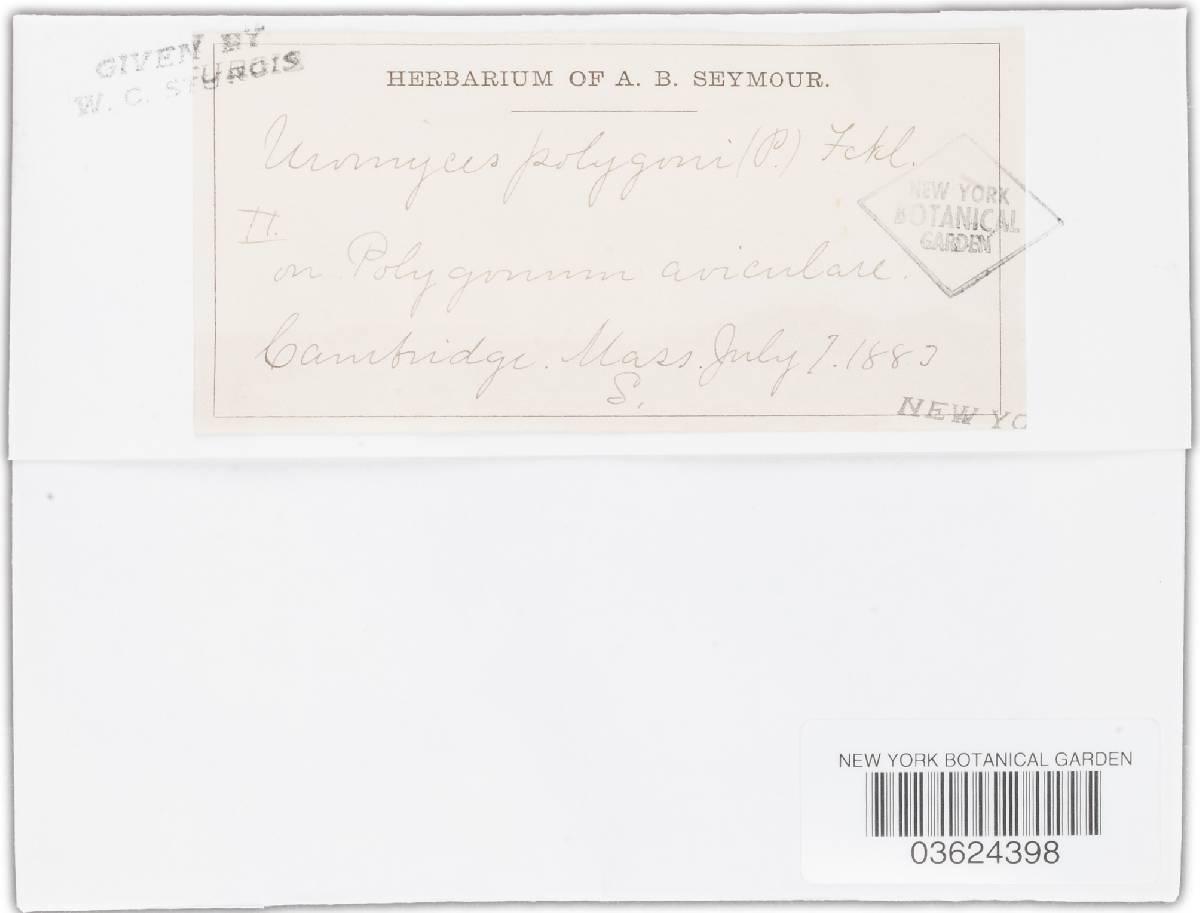 GIVEN BY
W. C. STURGIS
HERBARIUM OF A. B. SEYMOUR.
Uromyces polygoni (P.) Fckl.
II.
on Polygonum aviculare.
Cambridge. Mass. July 7. 1883
S.
NEW YORK
BOTANICAL
GARDEN
NEW YO
NEW YORK BOTANICAL GARDEN
03624398